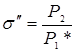 σ″ = P₂ / P₁*